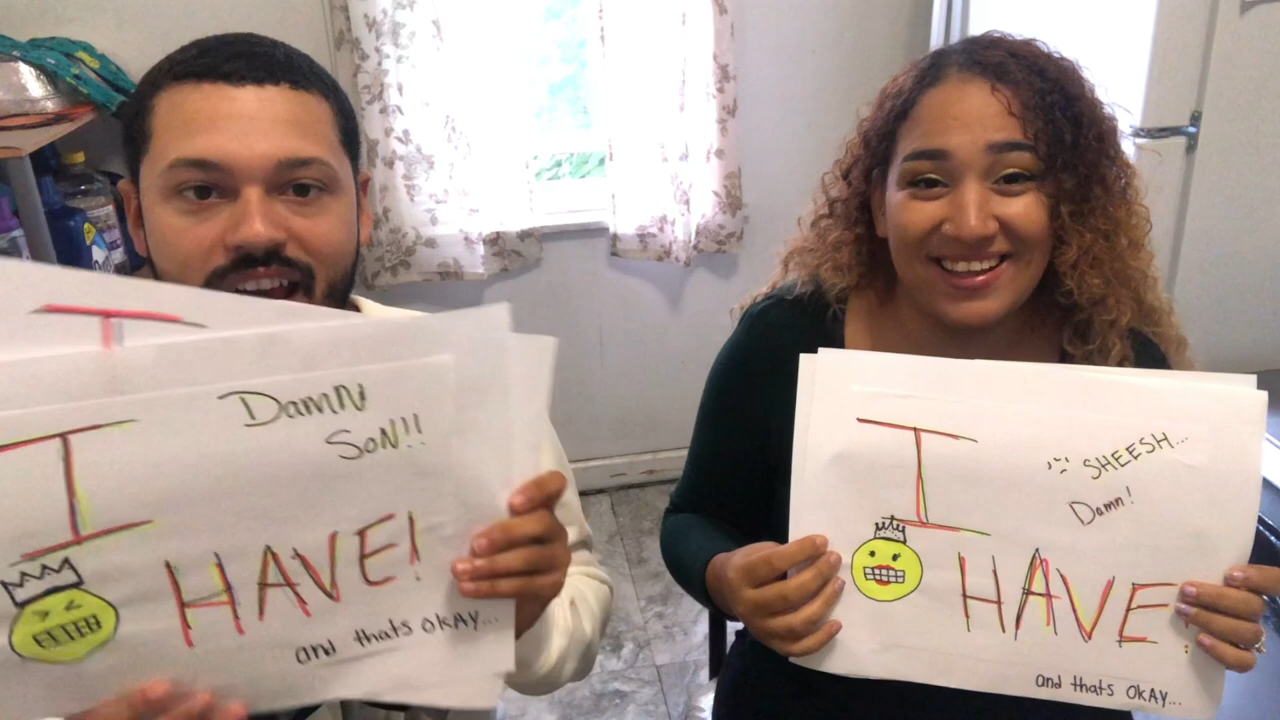 I
Damn
Son!!
I
HAVE!
and thats okAY...
I
SHEESH...
Damn!
HAVE!
and thats okAY...